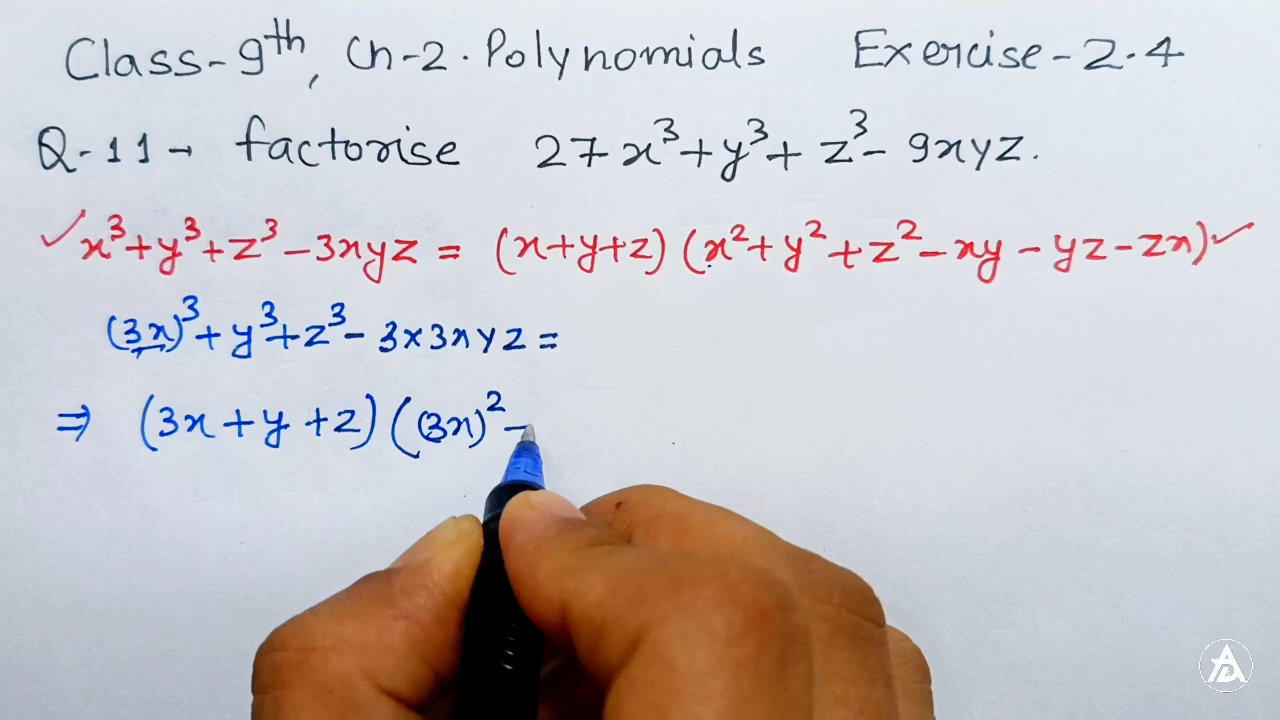 Class-9th, Ch-2. Polynomials Exercise-2.4
Q-11→ factorise 27x³+y³+z³-9xyz.
✓x³+y³+z³-3xyz = (x+y+z) (x²+y²+z²-xy-yz-zx)✓
(3x)³+y³+z³-3×3xyz =
⇒ (3x+y+z) ((3x)²-